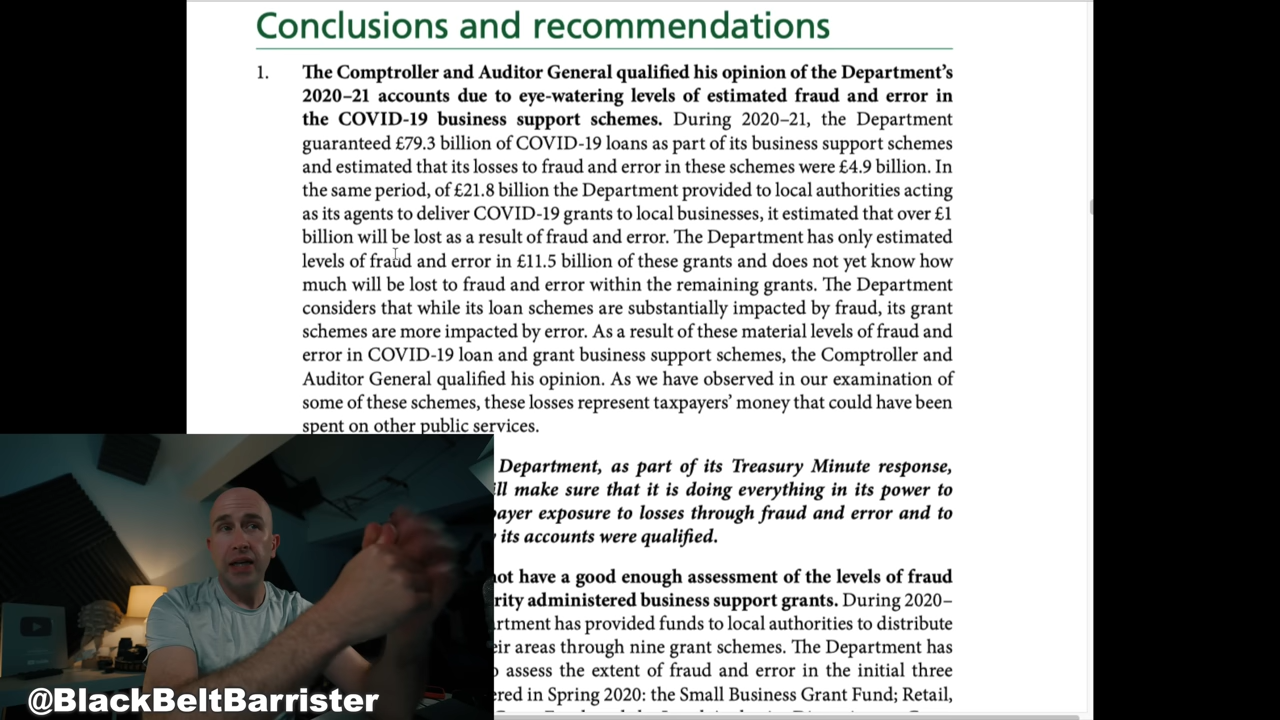 Conclusions and recommendations
1. The Comptroller and Auditor General qualified his opinion of the Department's
2020–21 accounts due to eye-watering levels of estimated fraud and error in
the COVID-19 business support schemes. During 2020–21, the Department
guaranteed £79.3 billion of COVID-19 loans as part of its business support schemes
and estimated that its losses to fraud and error in these schemes were £4.9 billion. In
the same period, of £21.8 billion the Department provided to local authorities acting
as its agents to deliver COVID-19 grants to local businesses, it estimated that over £1
billion will be lost as a result of fraud and error. The Department has only estimated
levels of fraud and error in £11.5 billion of these grants and does not yet know how
much will be lost to fraud and error within the remaining grants. The Department
considers that while its loan schemes are substantially impacted by fraud, its grant
schemes are more impacted by error. As a result of these material levels of fraud and
error in COVID-19 loan and grant business support schemes, the Comptroller and
Auditor General qualified his opinion. As we have observed in our examination of
some of these schemes, these losses represent taxpayers' money that could have been
spent on other public services.
Department, as part of its Treasury Minute response,
make sure that it is doing everything in its power to
exposure to losses through fraud and error and to
its accounts were qualified.
have a good enough assessment of the levels of fraud
administered business support grants. During 2020–
has provided funds to local authorities to distribute
areas through nine grant schemes. The Department has
assess the extent of fraud and error in the initial three
in Spring 2020: the Small Business Grant Fund; Retail,
@BlackBeltBarrister